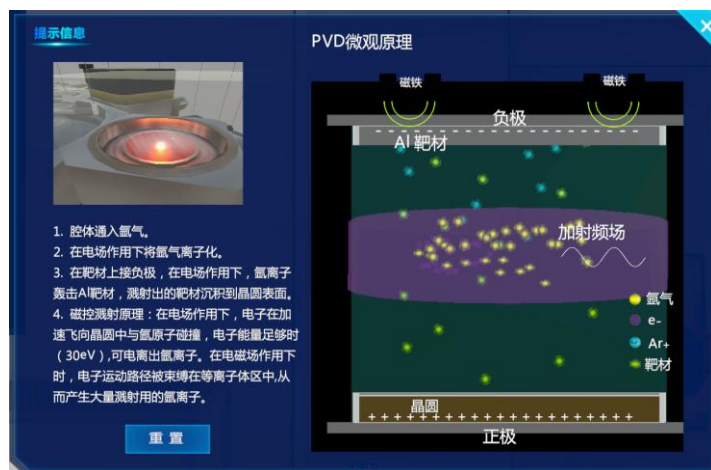 提示信息
PVD微观原理
1. 腔体通入氩气。
2. 在电场作用下将氩气离子化。
3. 在靶材上接负极，在电场作用下，氩离子
轰击Al靶材，溅射出的靶材沉积到晶圆表面。
4. 磁控溅射原理：在电场作用下，电子在加
速飞向晶圆中与氩原子碰撞，电子能量足够时
（30eV）,可电离出氩离子。在电磁场作用下
时，电子运动路径被束缚在等离子体区中,从
而产生大量溅射用的氩离子。
重置
磁铁
磁铁
负极
Al 靶材
加射频场
氩气
e-
Ar+
靶材
晶圆
正极